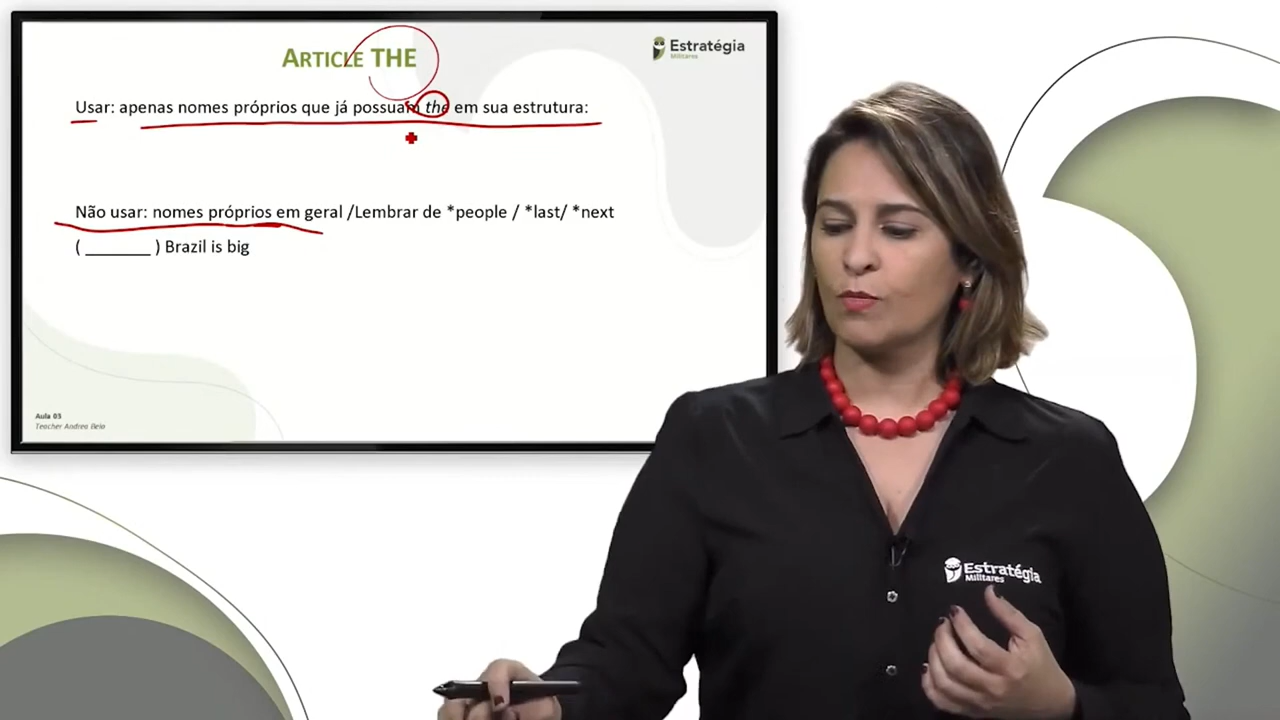 ARTICLE THE
Estratégia
Militares
Usar: apenas nomes próprios que já possuam the em sua estrutura:
Não usar: nomes próprios em geral /Lembrar de *people / *last/ *next
( _______ ) Brazil is big
Aula 03
Teacher Andrea Belo
Estratégia
Militares